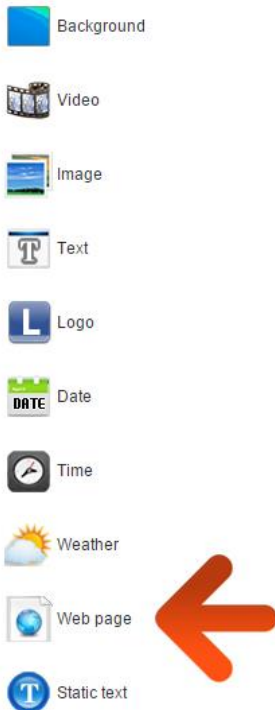 Background
Video
Image
T
Text
L
Logo
DATE
Date
Time
Weather
Web page
T
Static text